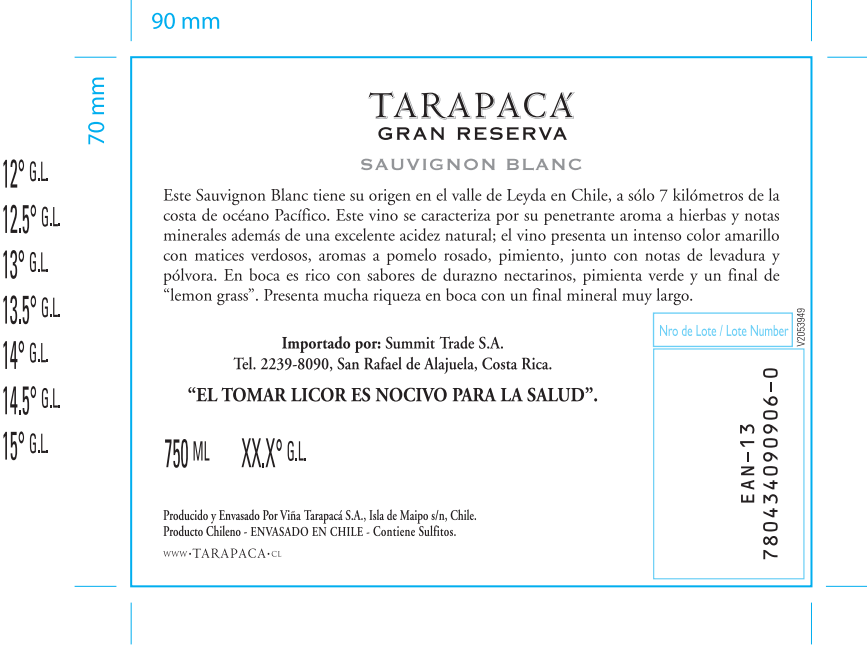 90 mm
70 mm
12° G.L.
12.5° G.L.
13° G.L.
13.5° G.L.
14° G.L.
14.5° G.L.
15° G.L.
TARAPACÁ
GRAN RESERVA
SAUVIGNON BLANC
Este Sauvignon Blanc tiene su origen en el valle de Leyda en Chile, a sólo 7 kilómetros de la
costa de océano Pacífico. Este vino se caracteriza por su penetrante aroma a hierbas y notas
minerales además de una excelente acidez natural; el vino presenta un intenso color amarillo
con matices verdosos, aromas a pomelo rosado, pimiento, junto con notas de levadura y
pólvora. En boca es rico con sabores de durazno nectarinos, pimienta verde y un final de
“lemon grass”. Presenta mucha riqueza en boca con un final mineral muy largo.
Importado por: Summit Trade S.A.
Tel. 2239-8090, San Rafael de Alajuela, Costa Rica.
“EL TOMAR LICOR ES NOCIVO PARA LA SALUD”.
750 ML XX.X° G.L.
Producido y Envasado Por Viña Tarapacá S.A., Isla de Maipo s/n, Chile.
Producto Chileno - ENVASADO EN CHILE - Contiene Sulfitos.
WWW·TARAPACA·CL
Nro de Lote / Lote Number
V2053949
EAN-13
780434090906-0